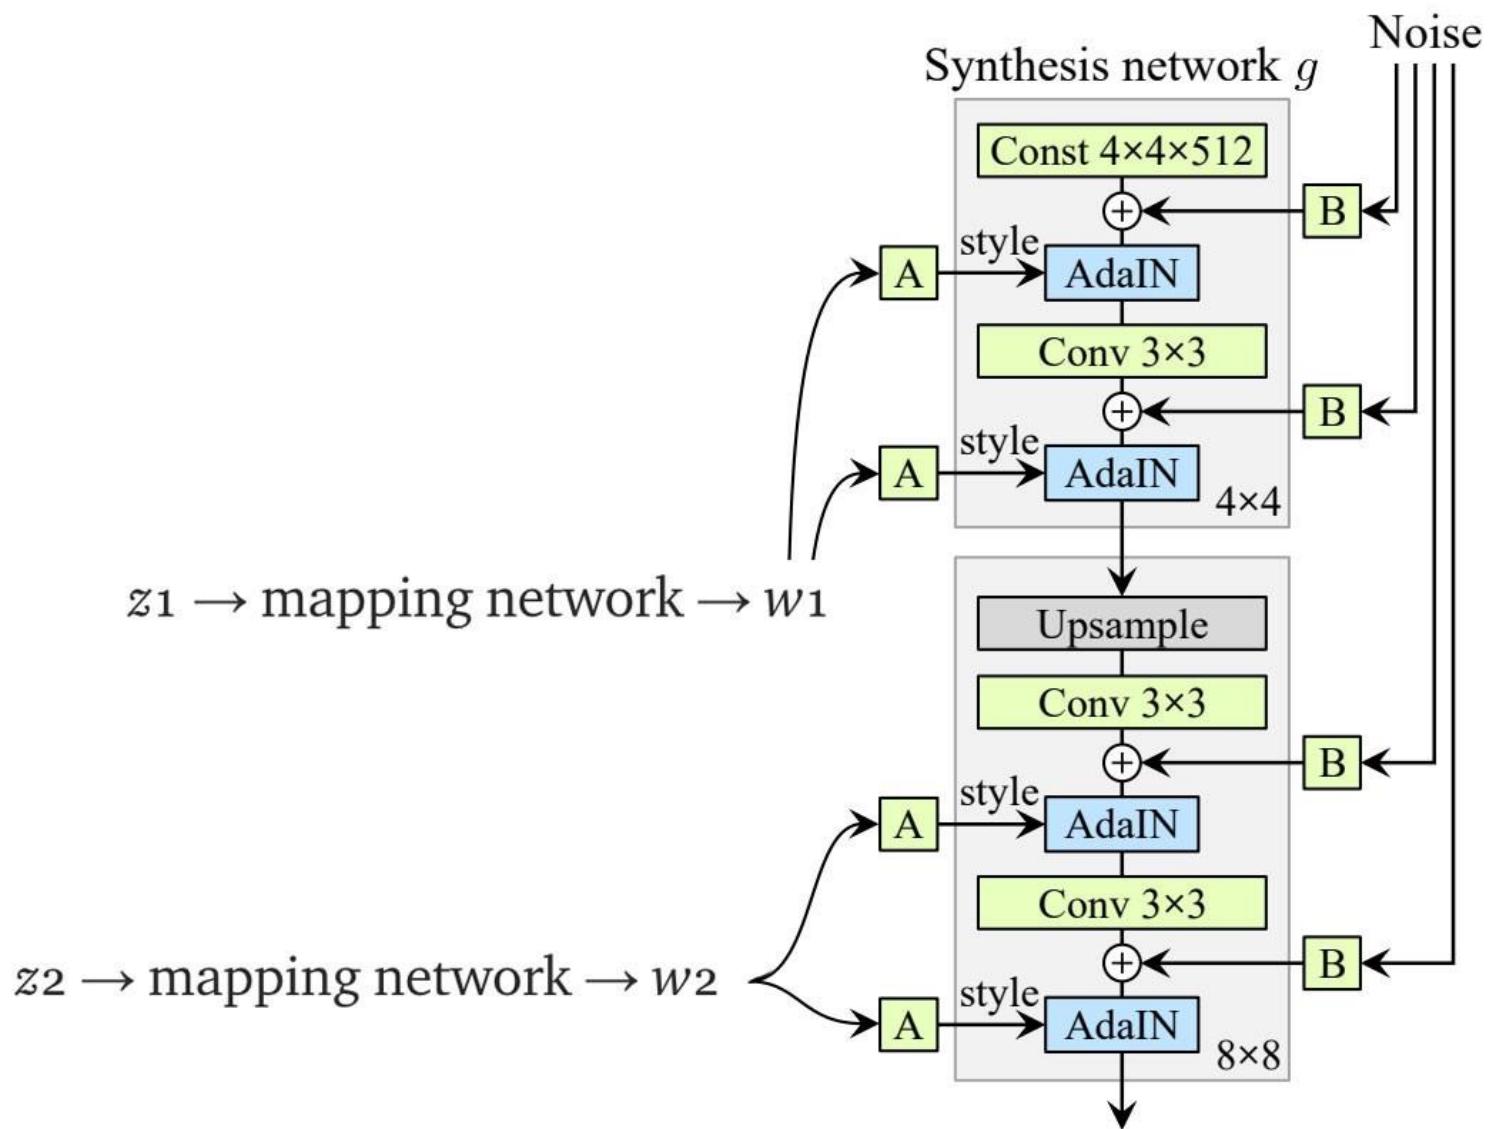 Noise
Synthesis network g
Const 4×4×512
+
B
style
A
AdaIN
Conv 3×3
+
B
style
A
AdaIN
4×4
z1 → mapping network → w1
Upsample
Conv 3×3
+
B
style
A
AdaIN
Conv 3×3
+
B
z2 → mapping network → w2
style
A
AdaIN
8×8